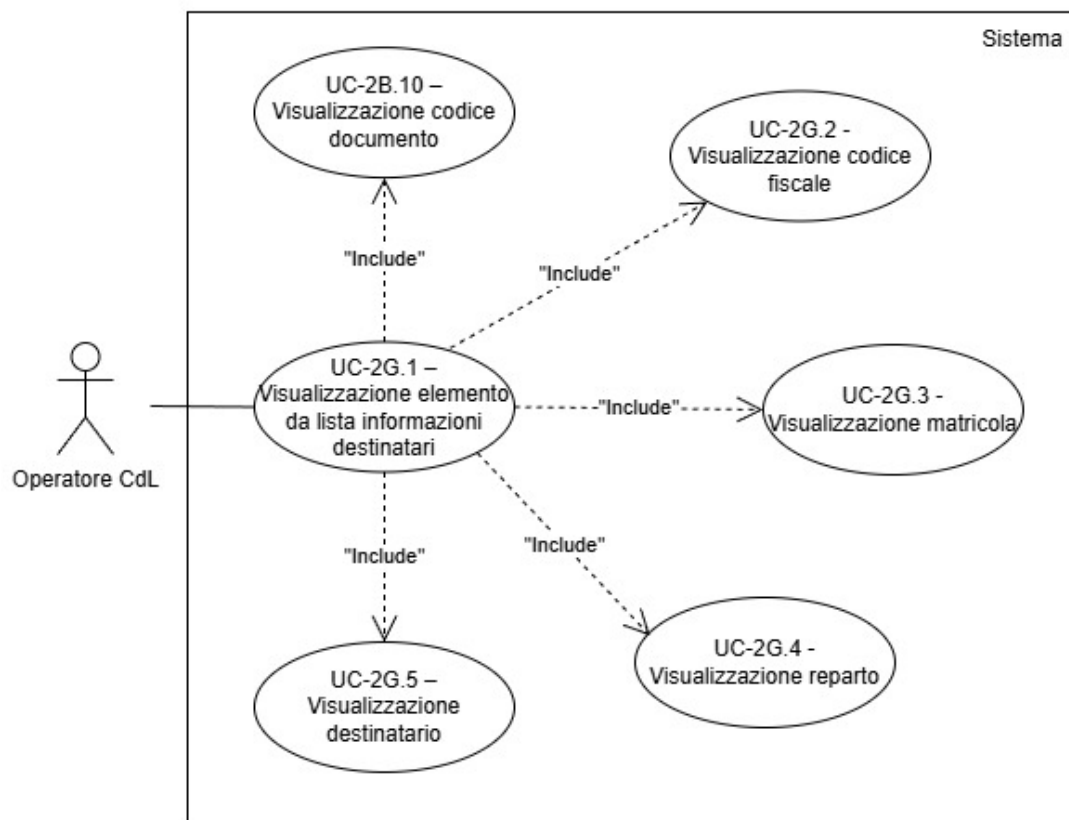 Sistema
UC-2B.10 –
Visualizzazione codice
documento
UC-2G.2 -
Visualizzazione codice
fiscale
"Include"
"Include"
UC-2G.1 –
Visualizzazione elemento
da lista informazioni
destinatari
"Include"
UC-2G.3 -
Visualizzazione matricola
Operatore CdL
"Include"
"Include"
UC-2G.4 -
Visualizzazione reparto
UC-2G.5 –
Visualizzazione
destinatario